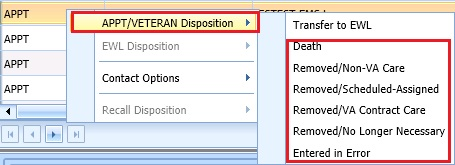 APPT
APPT
APPT
APPT
APPT/VETERAN Disposition
EWL Disposition
Contact Options
Recall Disposition
Transfer to EWL
Death
Removed/Non-VA Care
Removed/Scheduled-Assigned
Removed/VA Contract Care
Removed/No Longer Necessary
Entered in Error